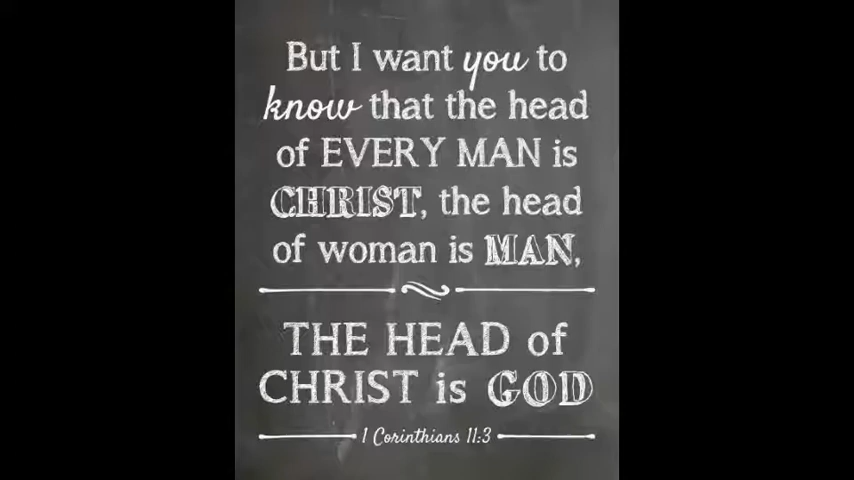 But I want you to
know that the head
of EVERY MAN is
CHRIST, the head
of woman is MAN,
THE HEAD of
CHRIST is GOD
1 Corinthians 11:3